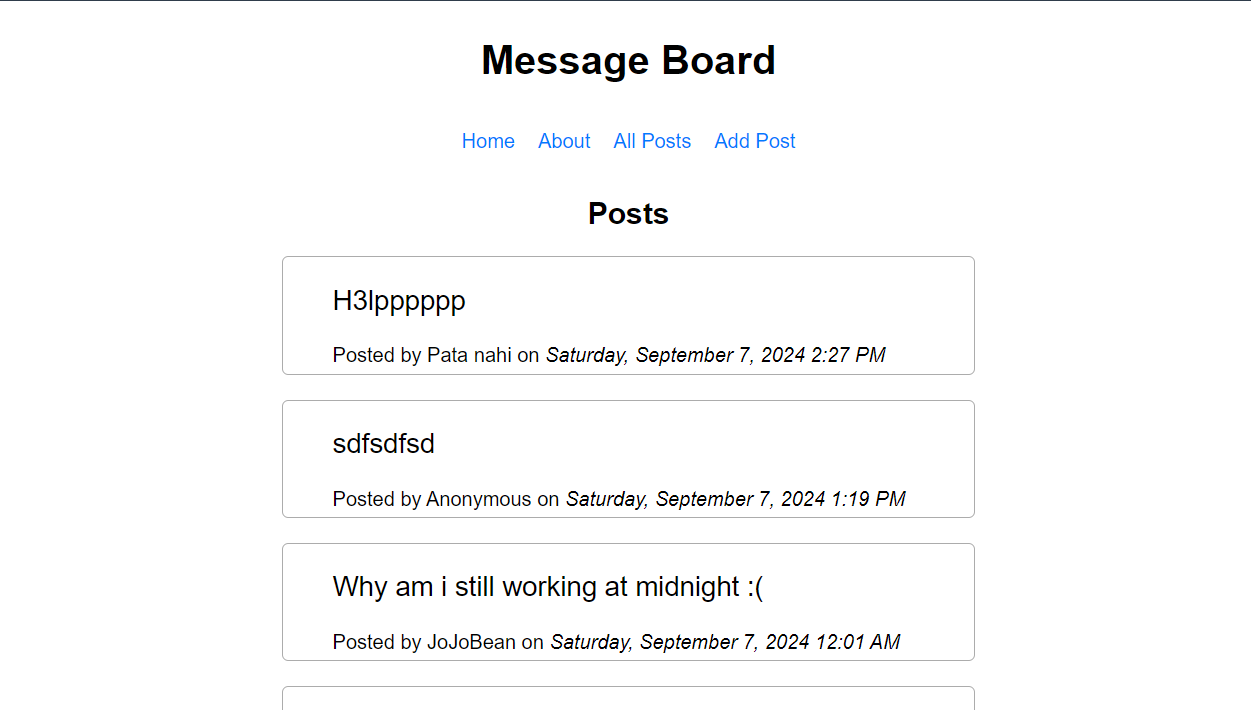 Message Board
Home About All Posts Add Post
Posts
H3lpppppp
Posted by Pata nahi on Saturday, September 7, 2024 2:27 PM
sdfsdfsd
Posted by Anonymous on Saturday, September 7, 2024 1:19 PM
Why am i still working at midnight :(
Posted by JoJoBean on Saturday, September 7, 2024 12:01 AM